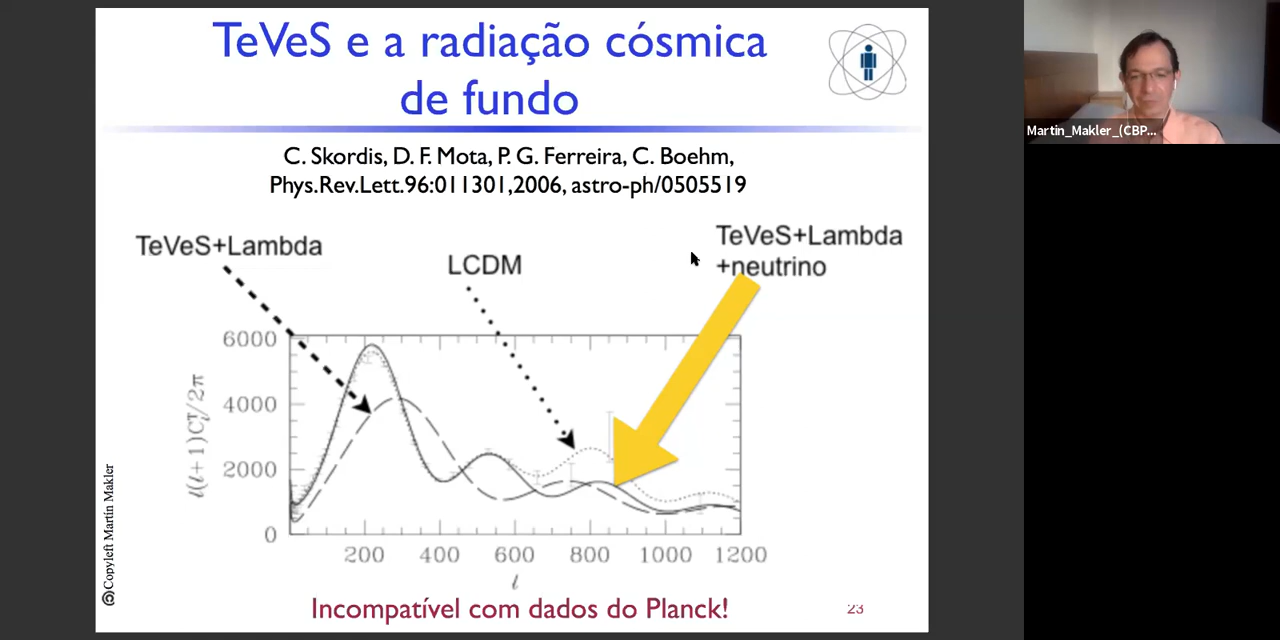 TeVeS e a radiação cósmica
de fundo
C. Skordis, D. F. Mota, P. G. Ferreira, C. Boehm,
Phys.Rev.Lett.96:011301,2006, astro-ph/0505519
TeVeS+Lambda
LCDM
TeVeS+Lambda
+neutrino
6000
4000
2000
0
l(l+1)C_l^T/2π
200 400 600 800 1000 1200
l
Incompatível com dados do Planck!
23
Copyleft Martín Makler
Martin_Makler_(CBP...